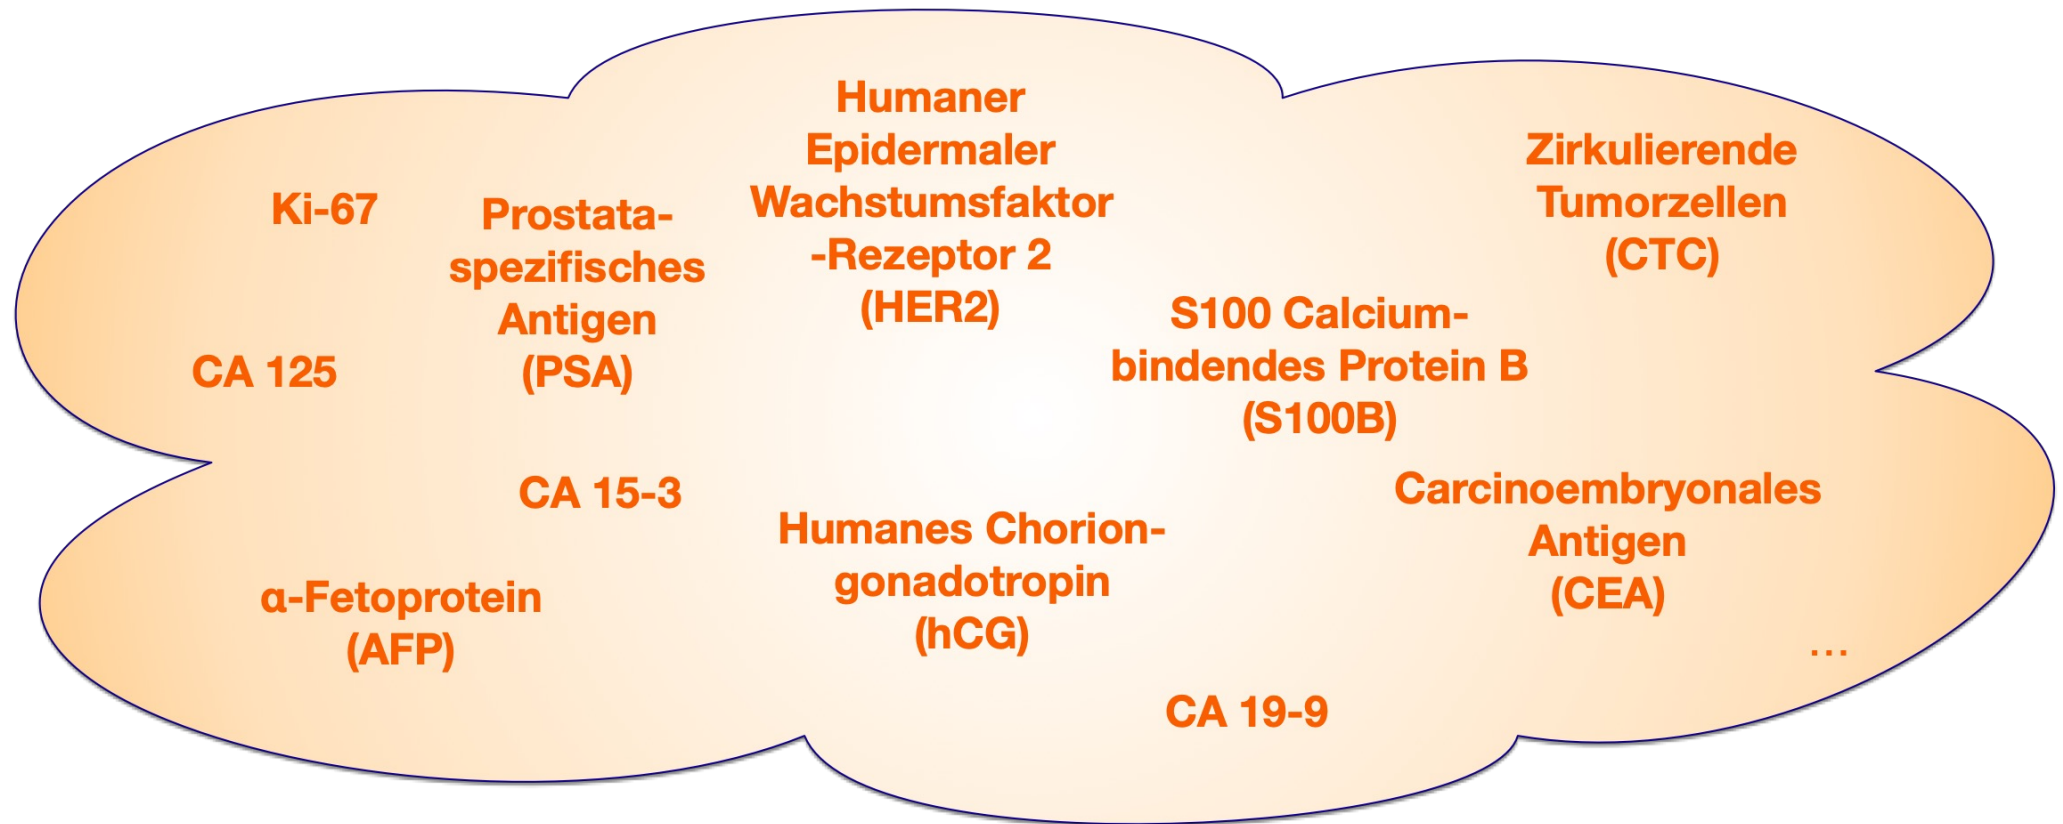 Ki-67
Prostata-
spezifisches
Antigen
(PSA)
Humaner
Epidermaler
Wachstumsfaktor
-Rezeptor 2
(HER2)
Zirkulierende
Tumorzellen
(CTC)
CA 125
S100 Calcium-
bindendes Protein B
(S100B)
CA 15-3
Humanes Chorion-
gonadotropin
(hCG)
Carcinoembryonales
Antigen
(CEA)
α-Fetoprotein
(AFP)
CA 19-9
...